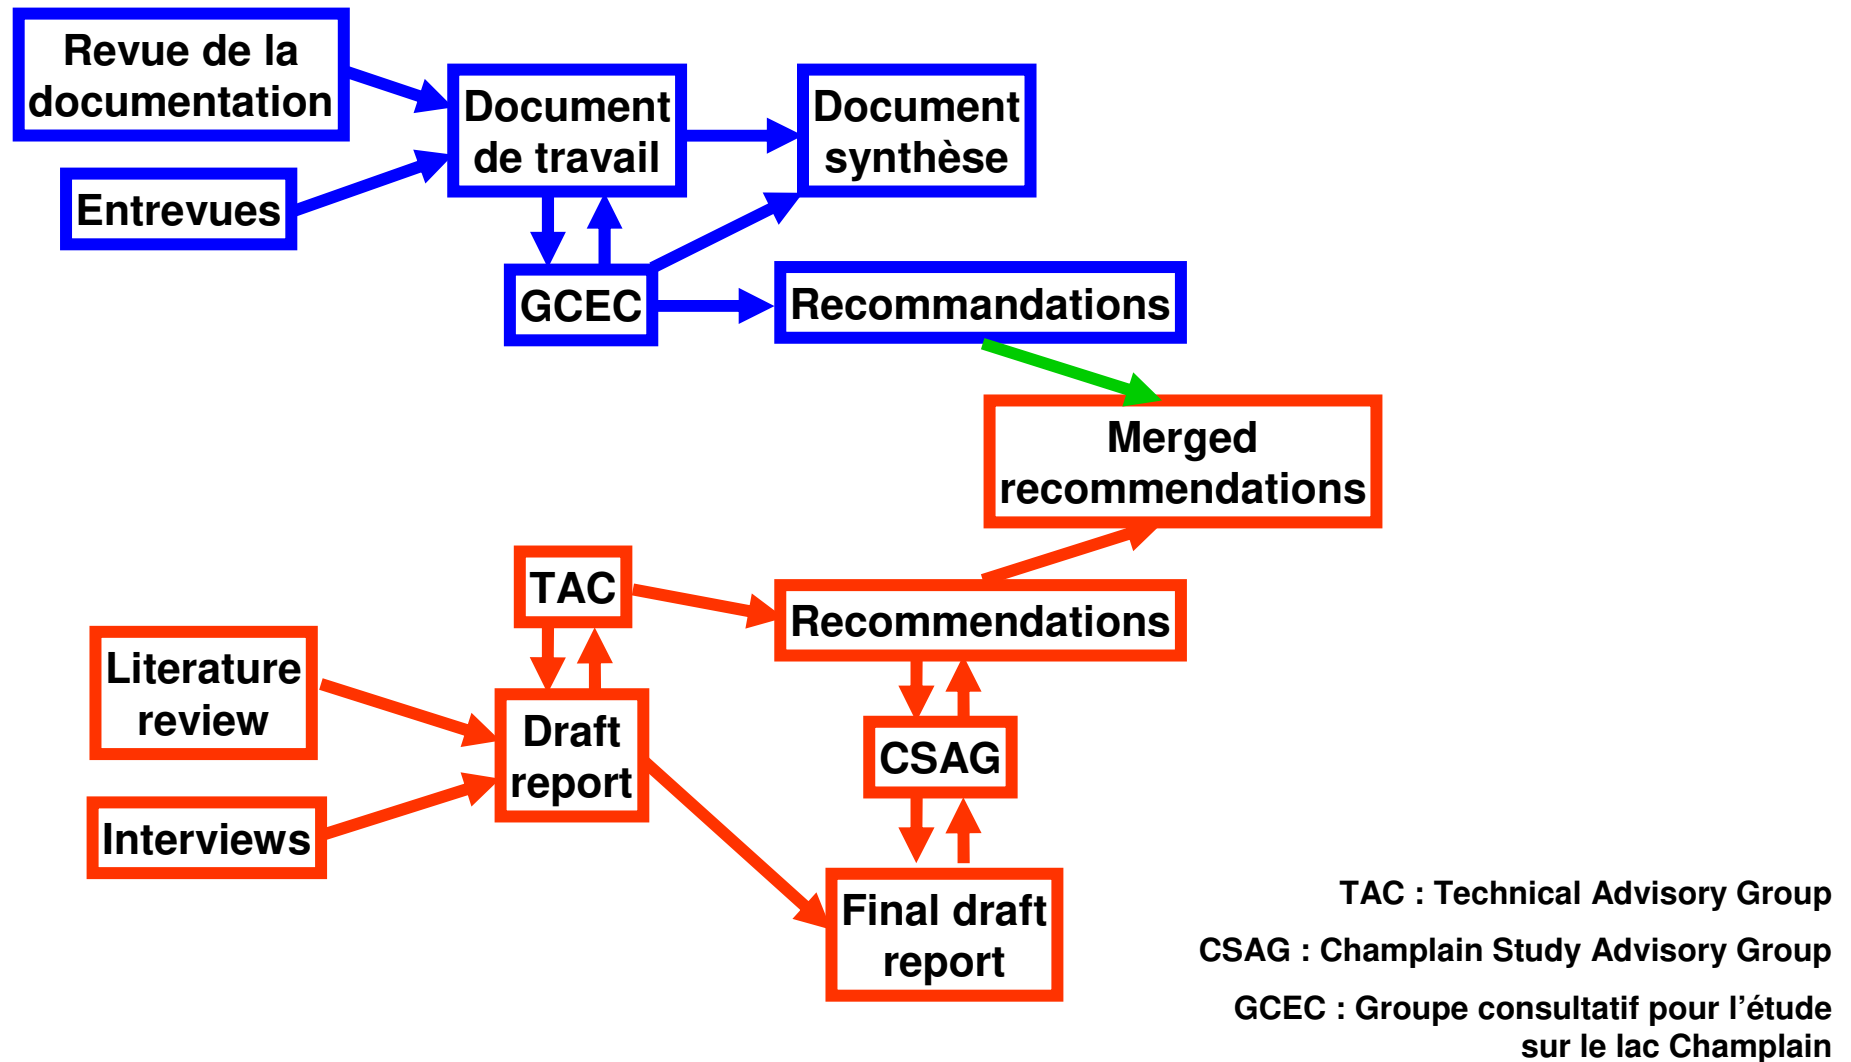 Revue de la
documentation
Document
de travail
Document
synthèse
Entrevues
GCEC
Recommandations
Merged
recommendations
TAC
Recommendations
Literature
review
Draft
report
CSAG
Interviews
Final draft
report
TAC : Technical Advisory Group
CSAG : Champlain Study Advisory Group
GCEC : Groupe consultatif pour l’étude
sur le lac Champlain